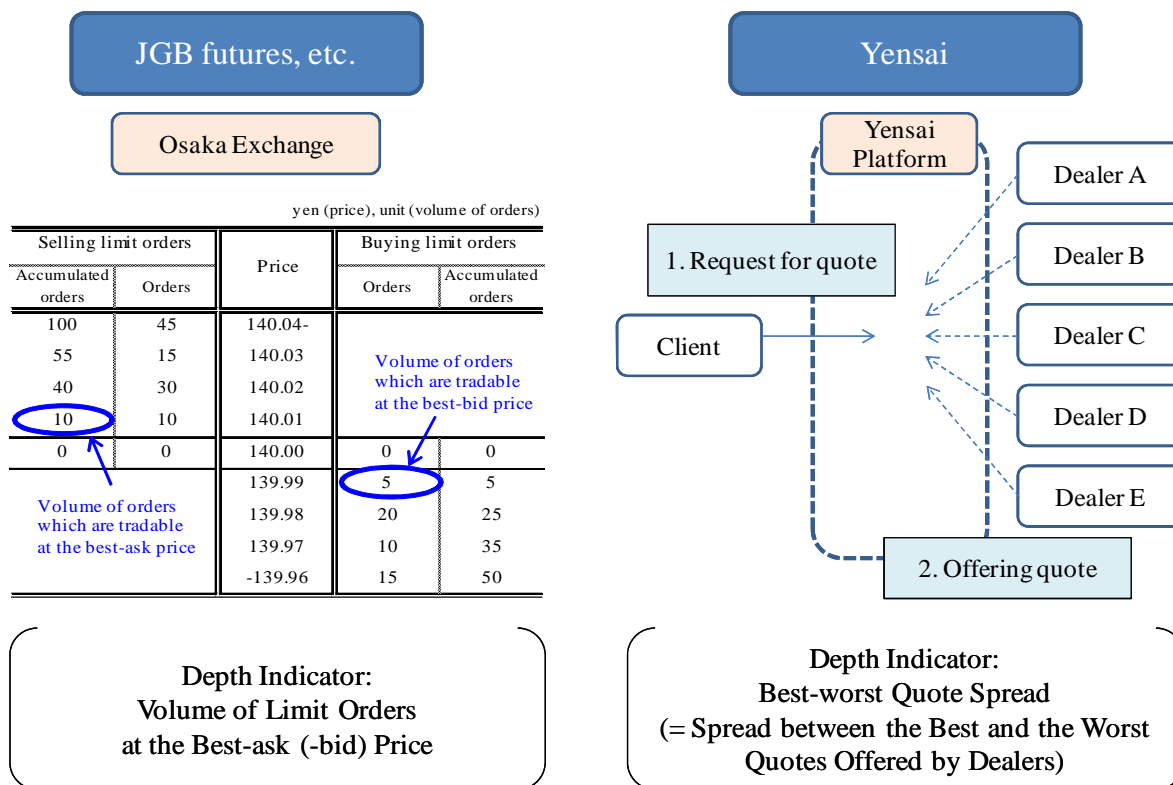 JGB futures, etc.
Osaka Exchange
yen (price), unit (volume of orders)
Selling limit orders Price Buying limit orders
Accumulated orders Orders Orders Accumulated orders
100 45 140.04-
55 15 140.03
40 30 140.02
10 10 140.01
0 0 140.00 0 0
139.99 5 5
139.98 20 25
139.97 10 35
-139.96 15 50
Volume of orders
which are tradable
at the best-bid price
Volume of orders
which are tradable
at the best-ask price
Depth Indicator:
Volume of Limit Orders
at the Best-ask (-bid) Price
Yensai
Yensai
Platform
1. Request for quote
Client
Dealer A
Dealer B
Dealer C
Dealer D
Dealer E
2. Offering quote
Depth Indicator:
Best-worst Quote Spread
(= Spread between the Best and the Worst
Quotes Offered by Dealers)